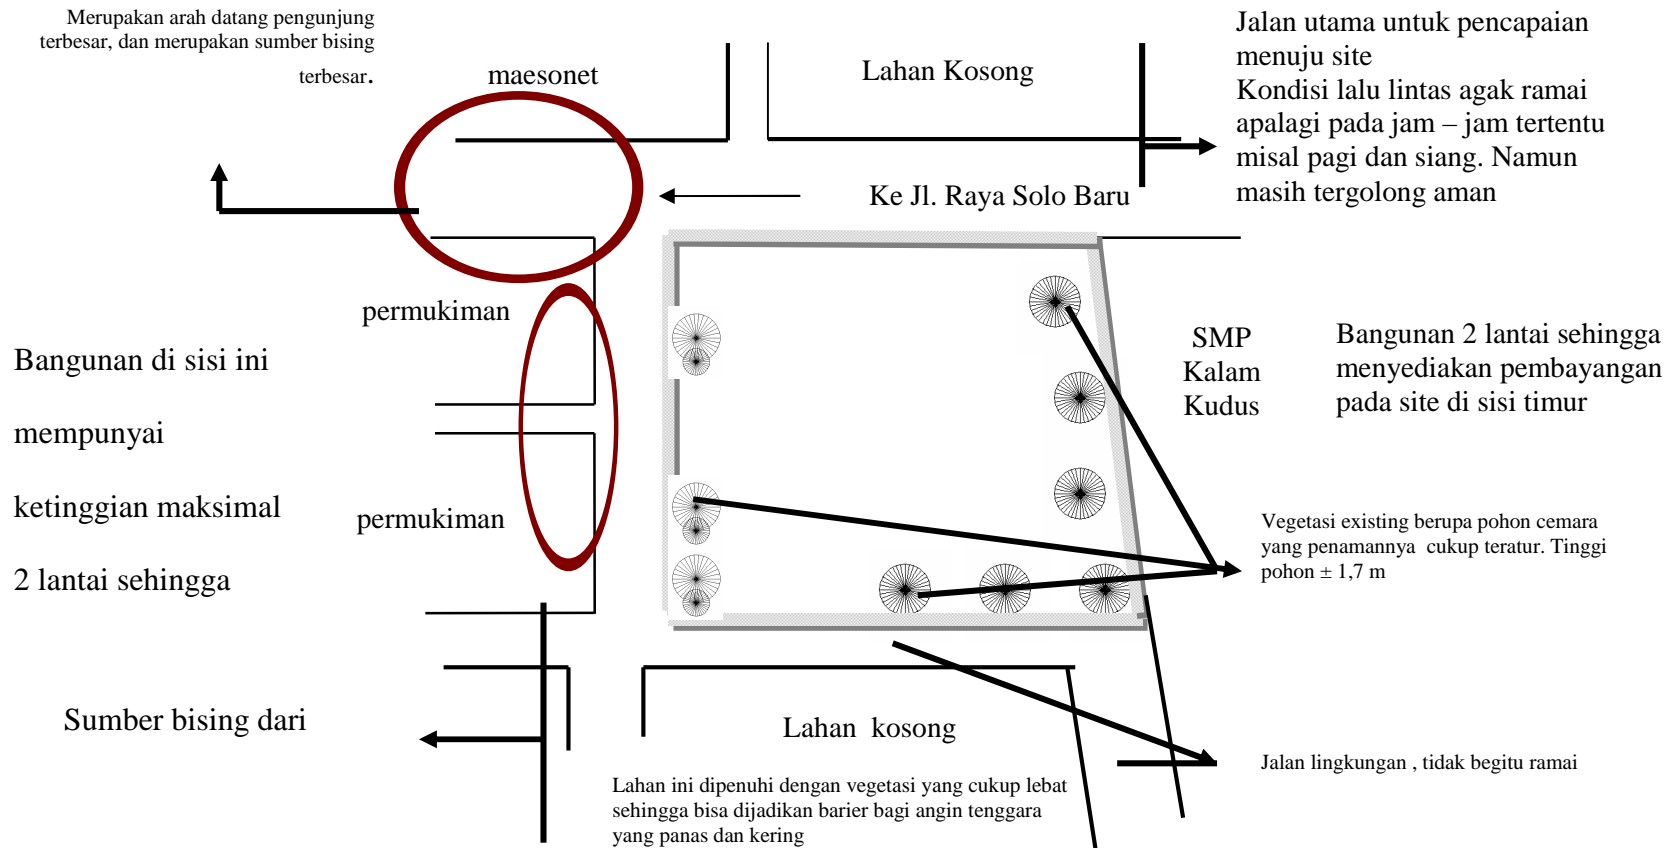 Merupakan arah datang pengunjung
terbesar, dan merupakan sumber bising
terbesar.
maesonet
Lahan Kosong
Jalan utama untuk pencapaian
menuju site
Kondisi lalu lintas agak ramai
apalagi pada jam – jam tertentu
misal pagi dan siang. Namun
masih tergolong aman
Ke Jl. Raya Solo Baru
permukiman
Bangunan di sisi ini
mempunyai
ketinggian maksimal
2 lantai sehingga
permukiman
SMP
Kalam
Kudus
Bangunan 2 lantai sehingga
menyediakan pembayangan
pada site di sisi timur
Vegetasi existing berupa pohon cemara
yang penamannya cukup teratur. Tinggi
pohon ± 1,7 m
Sumber bising dari
Lahan kosong
Lahan ini dipenuhi dengan vegetasi yang cukup lebat
sehingga bisa dijadikan barier bagi angin tenggara
yang panas dan kering
Jalan lingkungan , tidak begitu ramai